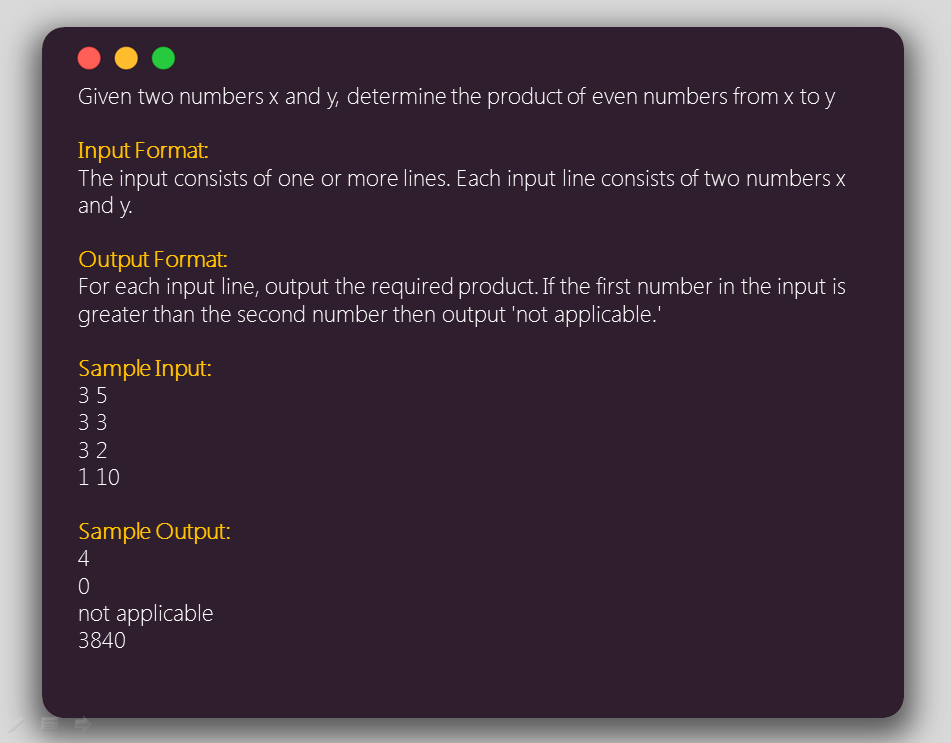 Given two numbers x and y, determine the product of even numbers from x to y
Input Format:
The input consists of one or more lines. Each input line consists of two numbers x
and y.
Output Format:
For each input line, output the required product. If the first number in the input is
greater than the second number then output 'not applicable.'
Sample Input:
3 5
3 3
3 2
1 10
Sample Output:
4
0
not applicable
3840